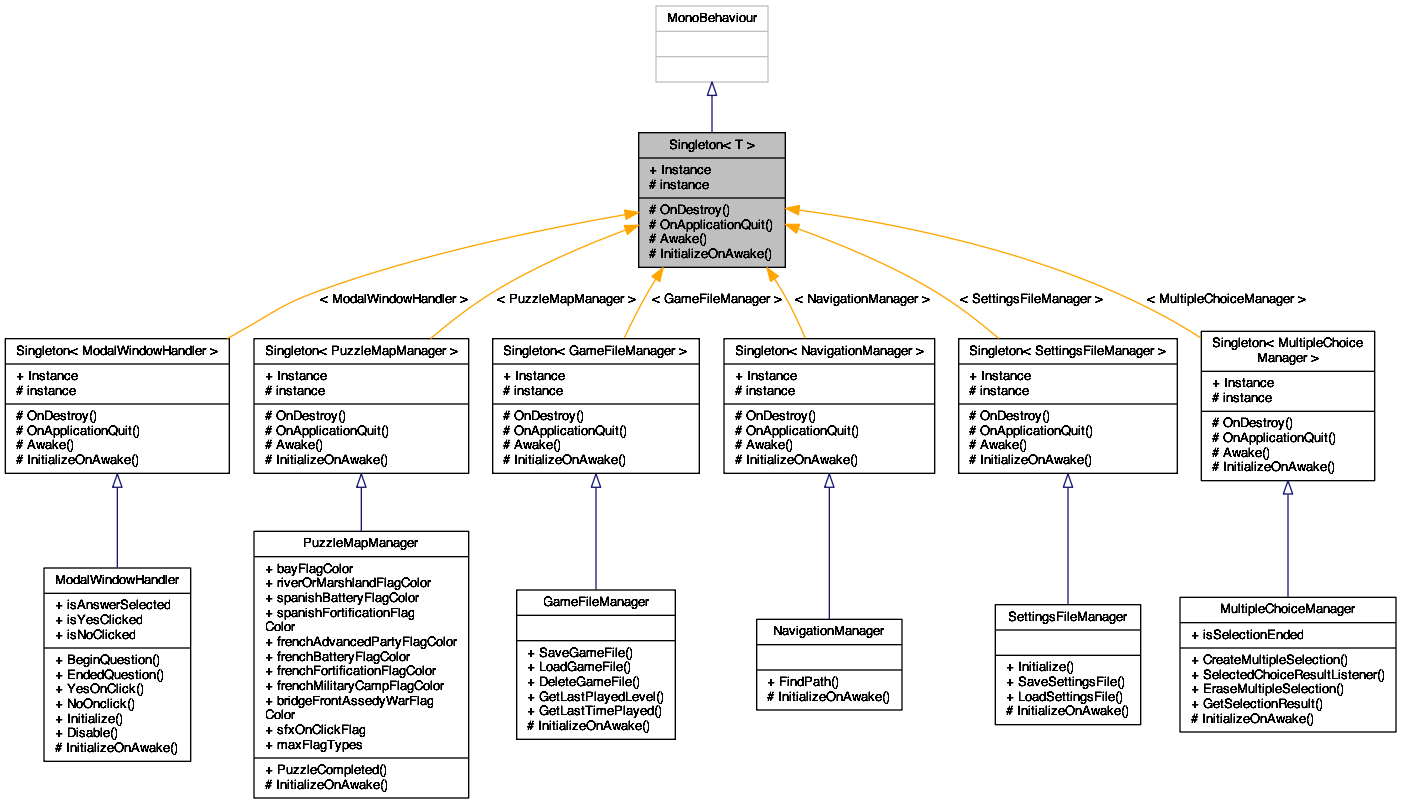 MonoBehaviour
Singleton< T >
+ Instance
# instance
# OnDestroy()
# OnApplicationQuit()
# Awake()
# InitializeOnAwake()
< ModalWindowHandler >
< PuzzleMapManager >
< GameFileManager >
< NavigationManager >
< SettingsFileManager >
< MultipleChoiceManager >
Singleton< ModalWindowHandler >
+ Instance
# instance
# OnDestroy()
# OnApplicationQuit()
# Awake()
# InitializeOnAwake()
Singleton< PuzzleMapManager >
+ Instance
# instance
# OnDestroy()
# OnApplicationQuit()
# Awake()
# InitializeOnAwake()
Singleton< GameFileManager >
+ Instance
# instance
# OnDestroy()
# OnApplicationQuit()
# Awake()
# InitializeOnAwake()
Singleton< NavigationManager >
+ Instance
# instance
# OnDestroy()
# OnApplicationQuit()
# Awake()
# InitializeOnAwake()
Singleton< SettingsFileManager >
+ Instance
# instance
# OnDestroy()
# OnApplicationQuit()
# Awake()
# InitializeOnAwake()
Singleton< MultipleChoice
Manager >
+ Instance
# instance
# OnDestroy()
# OnApplicationQuit()
# Awake()
# InitializeOnAwake()
ModalWindowHandler
+ isAnswerSelected
+ isYesClicked
+ isNoClicked
+ BeginQuestion()
+ EndedQuestion()
+ YesOnClick()
+ NoOnclick()
+ Initialize()
+ Disable()
# InitializeOnAwake()
PuzzleMapManager
+ bayFlagColor
+ riverOrMarshlandFlagColor
+ spanishBatteryFlagColor
+ spanishFortificationFlag
Color
+ frenchAdvancedPartyFlagColor
+ frenchBatteryFlagColor
+ frenchFortificationFlagColor
+ frenchMilitaryCampFlagColor
+ bridgeFrontAssedyWarFlag
Color
+ sfxOnClickFlag
+ maxFlagTypes
+ PuzzleCompleted()
# InitializeOnAwake()
GameFileManager
+ SaveGameFile()
+ LoadGameFile()
+ DeleteGameFile()
+ GetLastPlayedLevel()
+ GetLastTimePlayed()
# InitializeOnAwake()
NavigationManager
+ FindPath()
# InitializeOnAwake()
SettingsFileManager
+ Initialize()
+ SaveSettingsFile()
+ LoadSettingsFile()
# InitializeOnAwake()
MultipleChoiceManager
+ isSelectionEnded
+ CreateMultipleSelection()
+ SelectedChoiceResultListener()
+ EraseMultipleSelection()
+ GetSelectionResult()
# InitializeOnAwake()